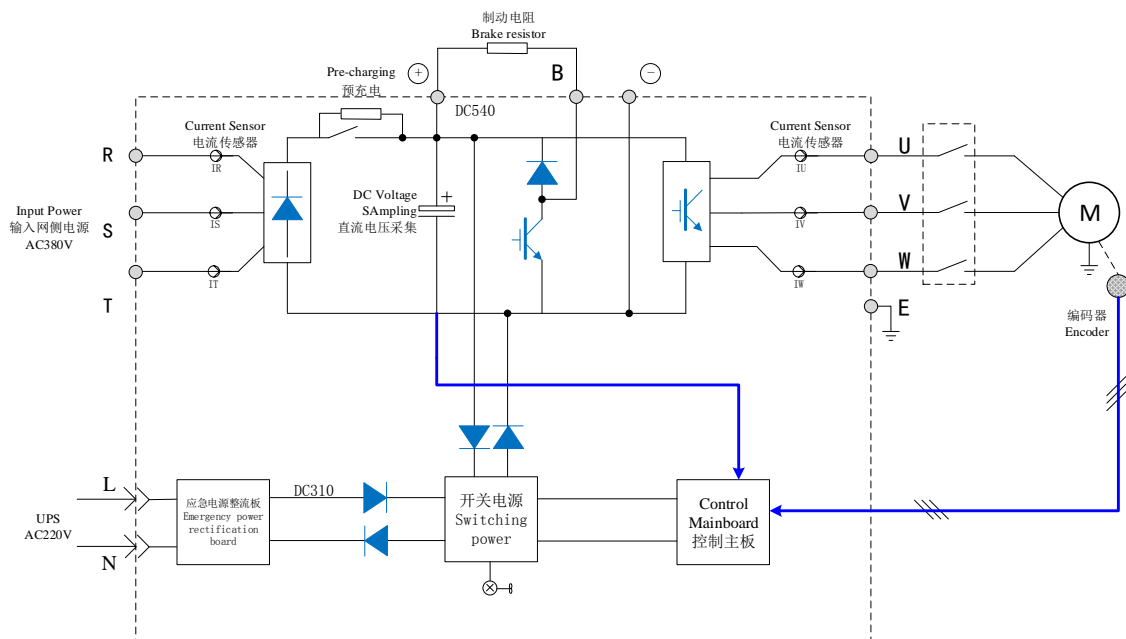 制动电阻
Brake resistor
Pre-charging
预充电
+
B
−
DC540
Current Sensor
电流传感器
Current Sensor
电流传感器
R
IR
IU
U
DC Voltage
SAmpling
直流电压采集
+
Input Power
输入网侧电源
AC380V
S
IS
IV
V
M
T
IT
IW
W
E
编码器
Encoder
L
UPS
AC220V
N
应急电源整流板
Emergency power
rectification
board
DC310
开关电源
Switching
power
Control
Mainboard
控制主板